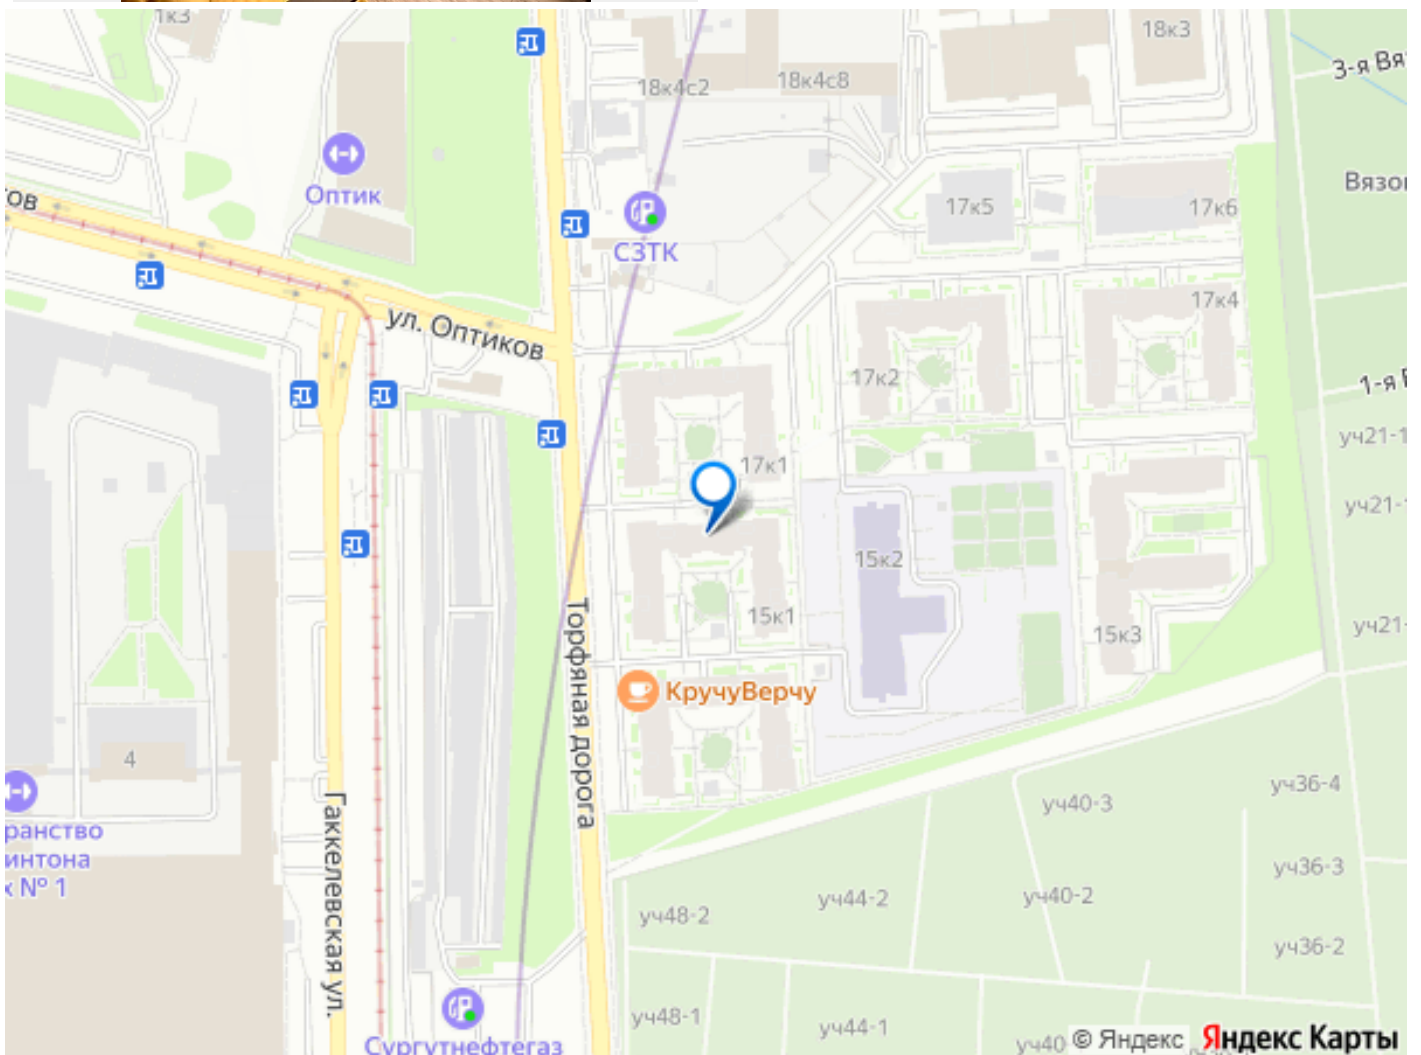 1к3
18к3
18к4с2
18к4с8
3-я Вя
Оптик
Вязо
ов
17к5
17к6
СЗТК
17к4
ул. Оптиков
17к2
1-я
17к1
уч21-1
уч21-1
15к2
15к1
15к3
уч21-
Торфяная дорога
КручуВерчу
4
уч36-4
уч40-3
ранство
интона
к № 1
Гаккелевская ул.
уч36-3
уч44-2
уч40-2
уч48-2
уч36-2
уч48-1
уч44-1
уч40
© Яндекс
Яндекс Карты
Сургутнефтегаз